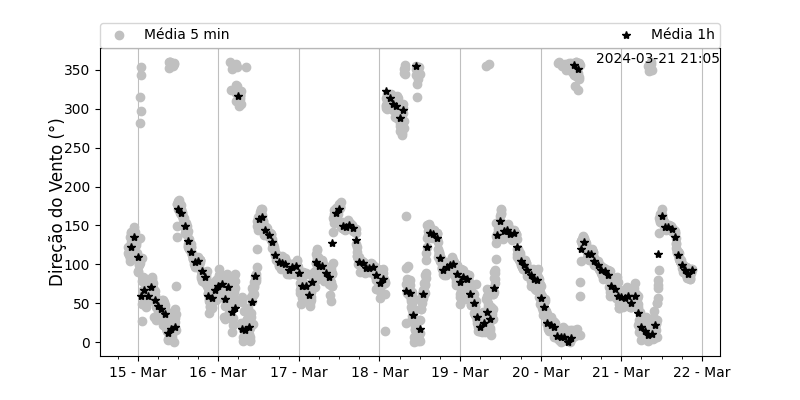 Média 5 min
Média 1h
2024-03-21 21:05
Direção do Vento (°)
350
300
250
200
150
100
50
0
15 - Mar
16 - Mar
17 - Mar
18 - Mar
19 - Mar
20 - Mar
21 - Mar
22 - Mar